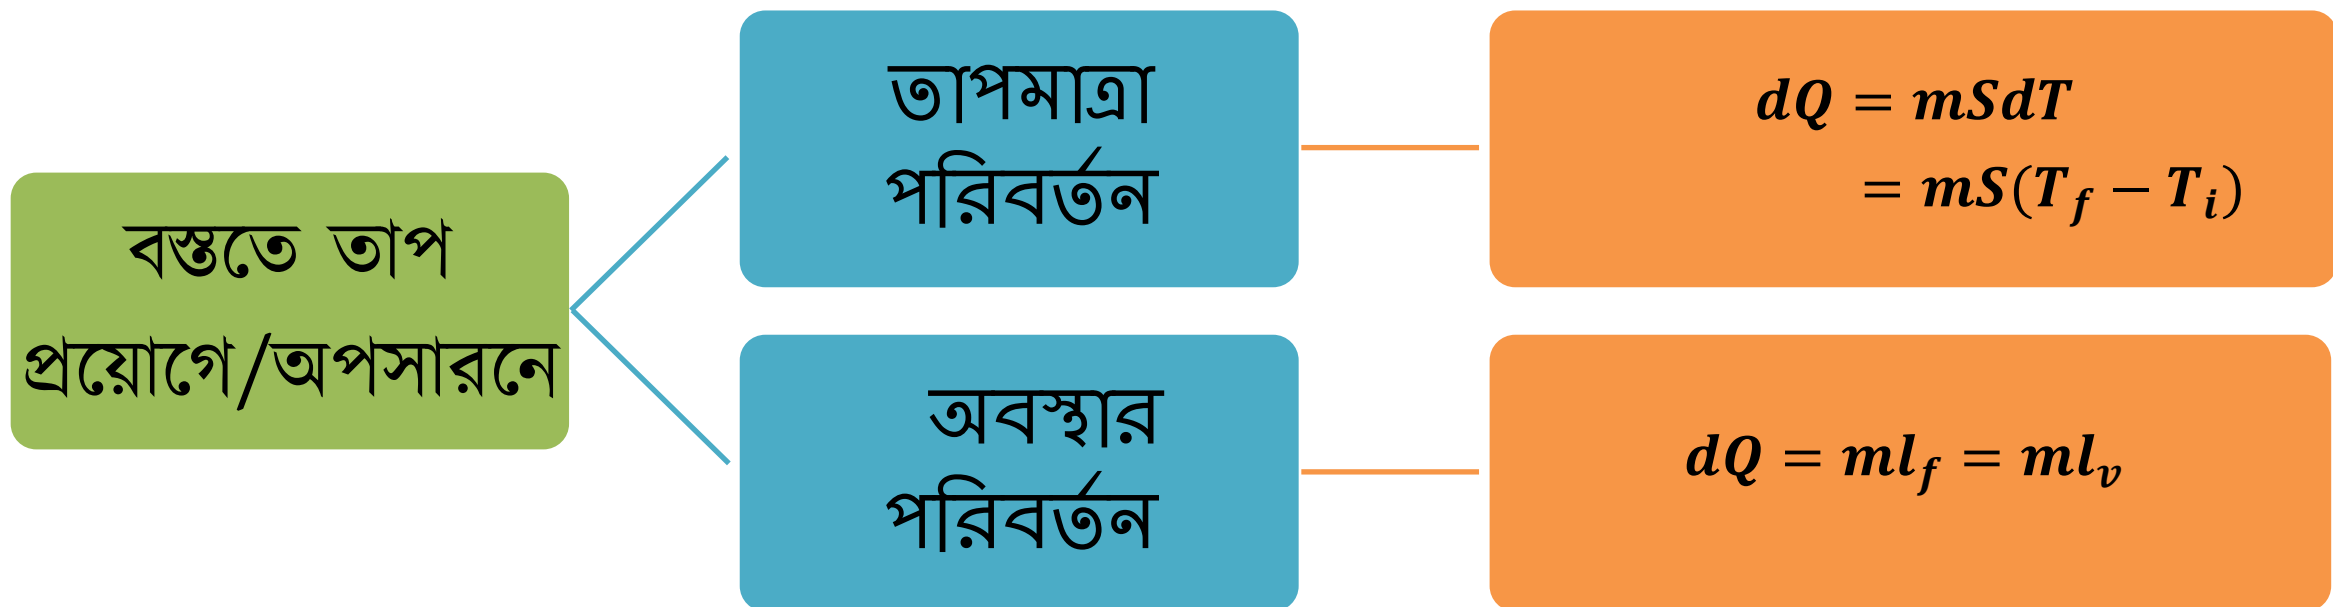 বস্তুতে তাপ
প্রয়োগে/অপসারনে
তাপমাত্রা
পরিবর্তন
dQ = mSdT
= mS(T_f − T_i)
অবস্থার
পরিবর্তন
dQ = ml_f = ml_v